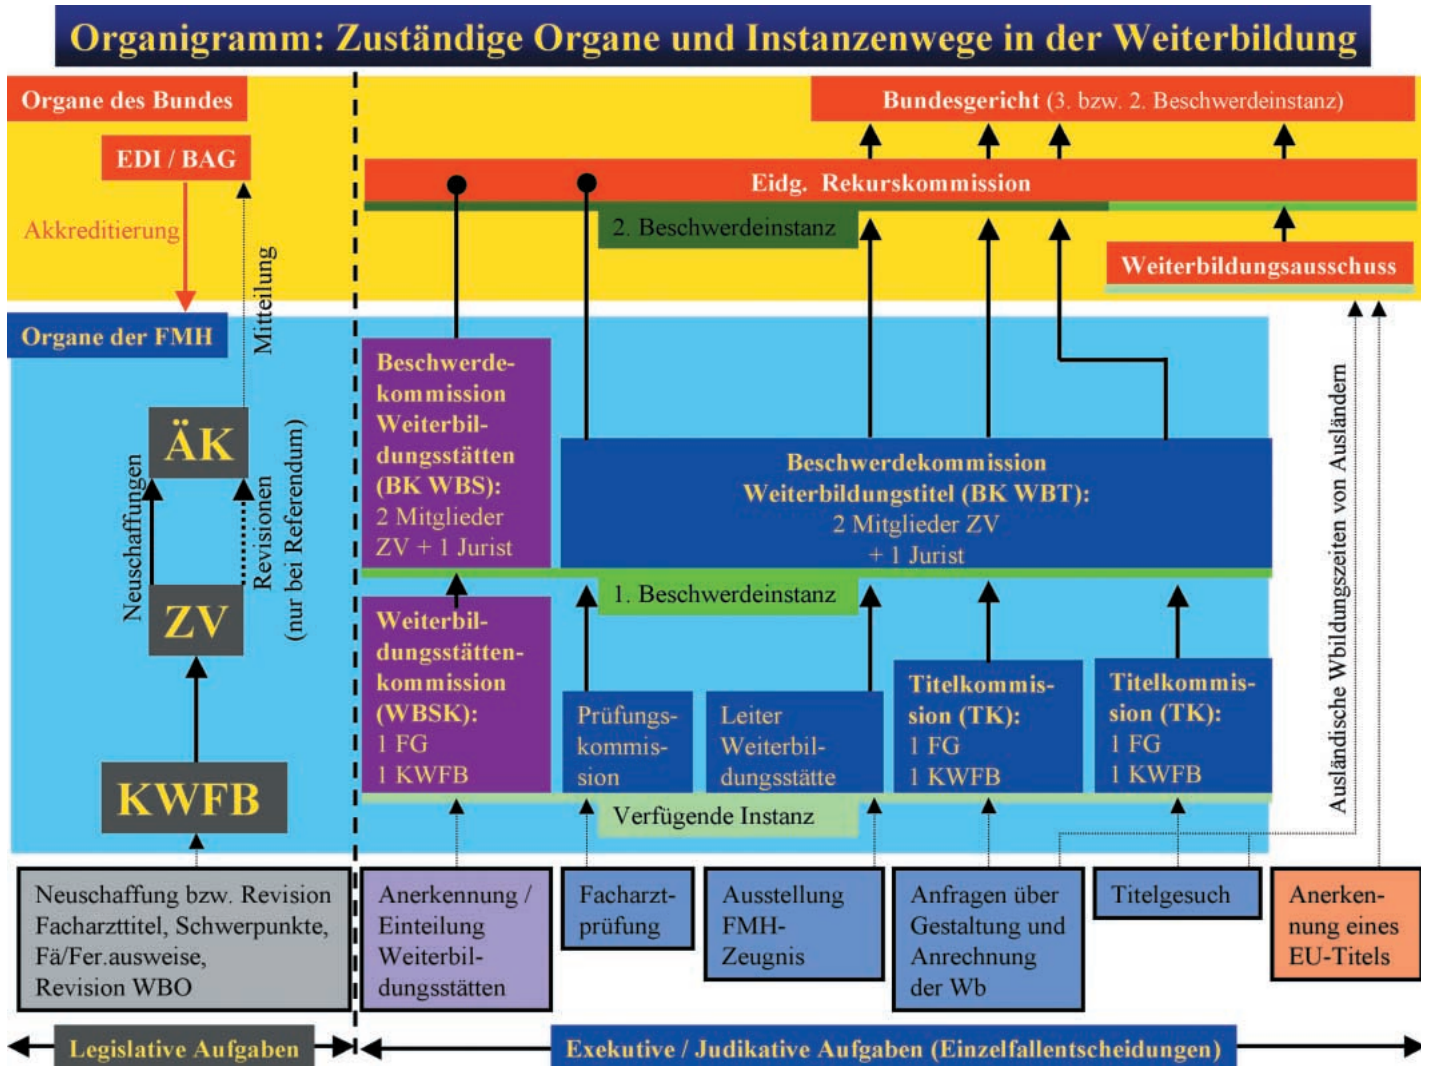 Organigramm: Zuständige Organe und Instanzenwege in der Weiterbildung
Organe des Bundes
EDI / BAG
Akkreditierung
Mitteilung
Bundesgericht (3. bzw. 2. Beschwerdeinstanz)
Eidg. Rekurskommission
2. Beschwerdeinstanz
Weiterbildungsausschuss
Organe der FMH
ÄK
Neuschaffungen
Revisionen
(nur bei Referendum)
ZV
KWFB
Beschwerde-
kommission
Weiterbil-
dungsstätten
(BK WBS):
2 Mitglieder
ZV + 1 Jurist
Beschwerdekommission
Weiterbildungstitel (BK WBT):
2 Mitglieder ZV
+ 1 Jurist
1. Beschwerdeinstanz
Weiterbil-
dungsstätten-
kommission
(WBSK):
1 FG
1 KWFB
Prüfungs-
kommis-
sion
Leiter
Weiterbil-
dungsstätte
Titelkommis-
sion (TK):
1 FG
1 KWFB
Titelkommis-
sion (TK):
1 FG
1 KWFB
Verfügende Instanz
Ausländische Wbildungszeiten von Ausländern
Neuschaffung bzw. Revision
Facharzttitel, Schwerpunkte,
Fä/Fer.ausweise,
Revision WBO
Anerkennung /
Einteilung
Weiterbil-
dungsstätten
Facharzt-
prüfung
Ausstellung
FMH-
Zeugnis
Anfragen über
Gestaltung und
Anrechnung
der Wb
Titelgesuch
Anerken-
nung eines
EU-Titels
Legislative Aufgaben
Exekutive / Judikative Aufgaben (Einzelfallentscheidungen)